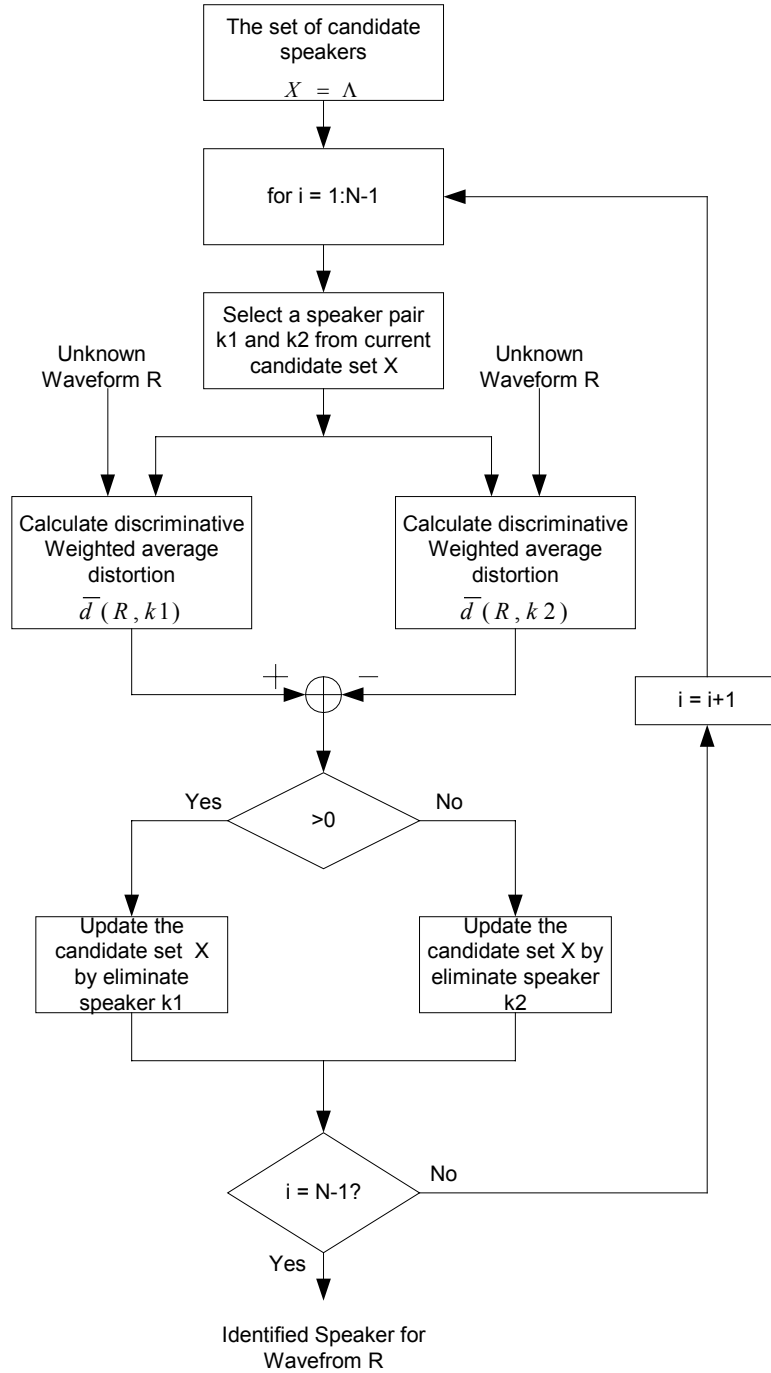 The set of candidate
speakers
X = Λ
for i = 1:N-1
Select a speaker pair
k1 and k2 from current
candidate set X
Unknown
Waveform R
Unknown
Waveform R
Calculate discriminative
Weighted average
distortion
d̅ (R, k1)
Calculate discriminative
Weighted average
distortion
d̅ (R, k2)
+
−
i = i+1
>0
Yes
No
Update the
candidate set X
by eliminate
speaker k1
Update the
candidate set X by
eliminate speaker
k2
i = N-1?
No
Yes
Identified Speaker for
Wavefrom R